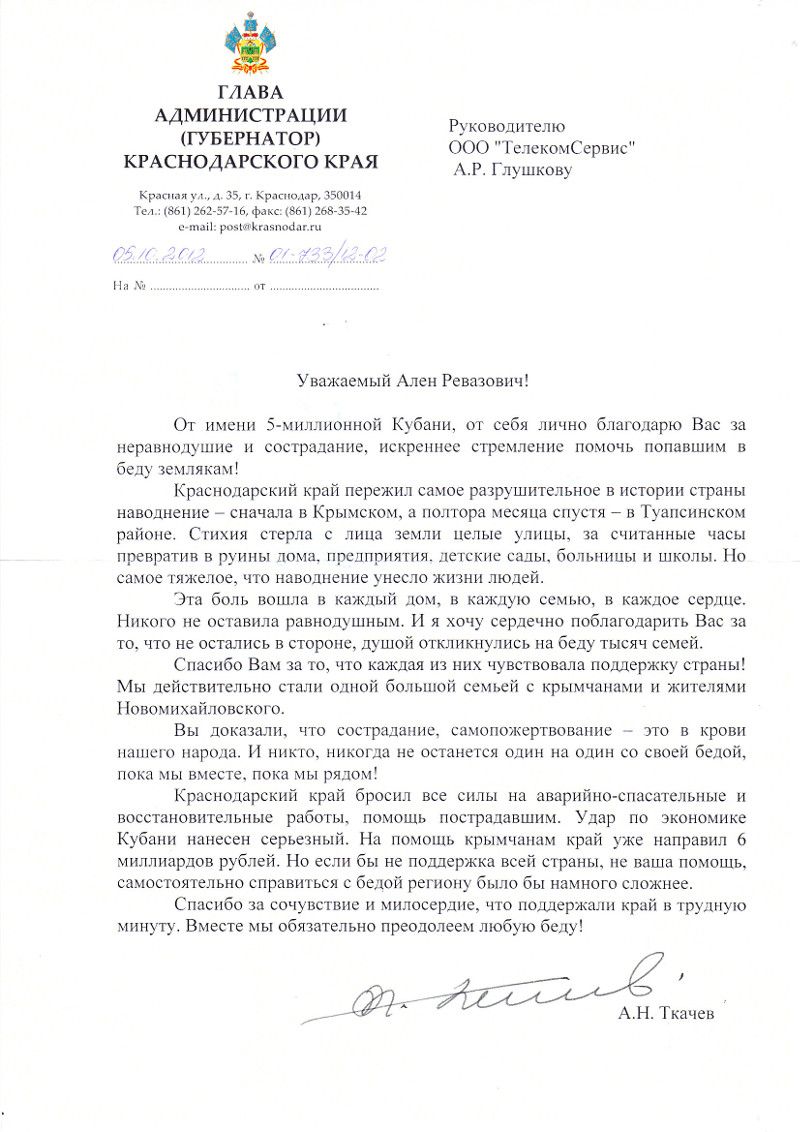 ГЛАВА
АДМИНИСТРАЦИИ
(ГУБЕРНАТОР)
КРАСНОДАРСКОГО КРАЯ
Красная ул., д. 35, г. Краснодар, 350014
Тел.: (861) 262-57-16, факс: (861) 268-35-42
e-mail: post@krasnodar.ru
05.10.2012 № 01-733/12-02
На № ................................ от ...................................
Руководителю
ООО "ТелекомСервис"
А.Р. Глушкову
Уважаемый Ален Ревазович!
От имени 5-миллионной Кубани, от себя лично благодарю Вас за
неравнодушие и сострадание, искреннее стремление помочь попавшим в
беду землякам!
Краснодарский край пережил самое разрушительное в истории страны
наводнение – сначала в Крымском, а полтора месяца спустя – в Туапсинском
районе. Стихия стерла с лица земли целые улицы, за считанные часы
превратив в руины дома, предприятия, детские сады, больницы и школы. Но
самое тяжелое, что наводнение унесло жизни людей.
Эта боль вошла в каждый дом, в каждую семью, в каждое сердце.
Никого не оставила равнодушным. И я хочу сердечно поблагодарить Вас за
то, что не остались в стороне, душой откликнулись на беду тысяч семей.
Спасибо Вам за то, что каждая из них чувствовала поддержку страны!
Мы действительно стали одной большой семьей с крымчанами и жителями
Новомихайловского.
Вы доказали, что сострадание, самопожертвование – это в крови
нашего народа. И никто, никогда не останется один на один со своей бедой,
пока мы вместе, пока мы рядом!
Краснодарский край бросил все силы на аварийно-спасательные и
восстановительные работы, помощь пострадавшим. Удар по экономике
Кубани нанесен серьезный. На помощь крымчанам край уже направил 6
миллиардов рублей. Но если бы не поддержка всей страны, не ваша помощь,
самостоятельно справиться с бедой региону было бы намного сложнее.
Спасибо за сочувствие и милосердие, что поддержали край в трудную
минуту. Вместе мы обязательно преодолеем любую беду!
А.Н. Ткачев